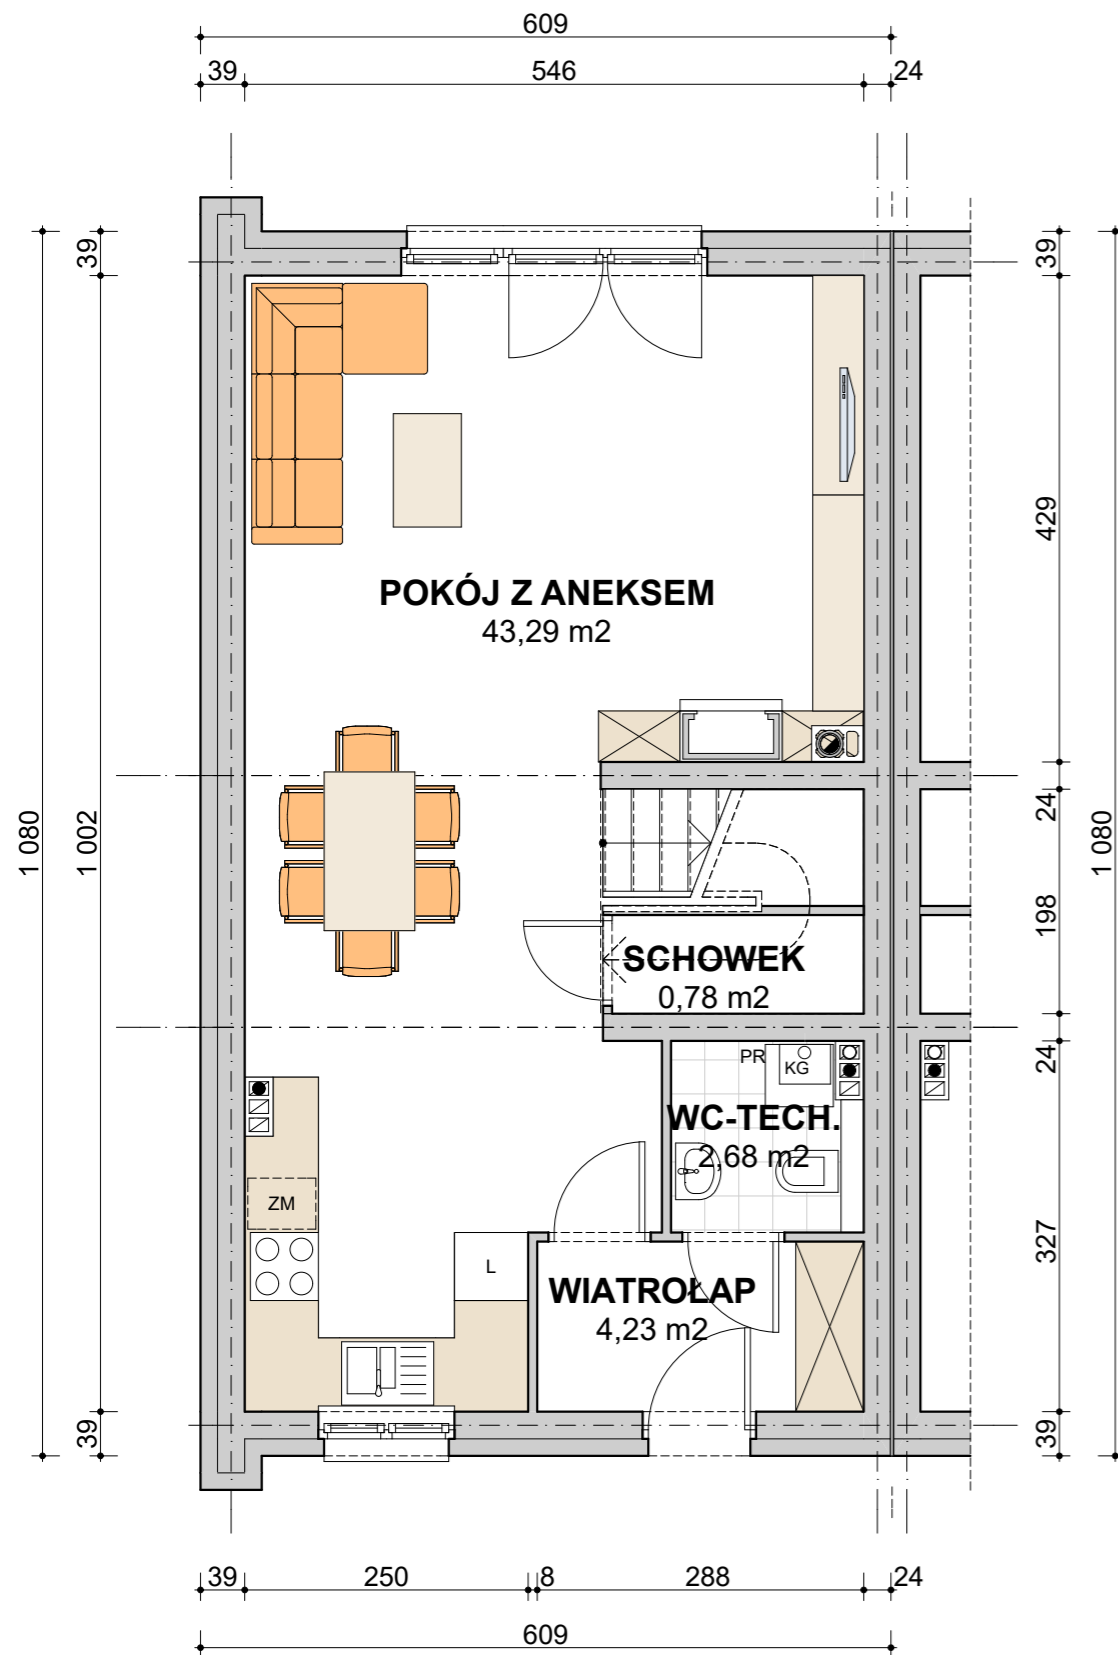 609
39 546 24
39
39
429
POKÓJ Z ANEKSEM
43,29 m2
1 080
1 002
24
1 080
198
SCHOWEK
0,78 m2
24
PR
KG
WC-TECH.
2,68 m2
ZM
327
L
WIATROŁAP
4,23 m2
39
39
39 250 8 288 24
609